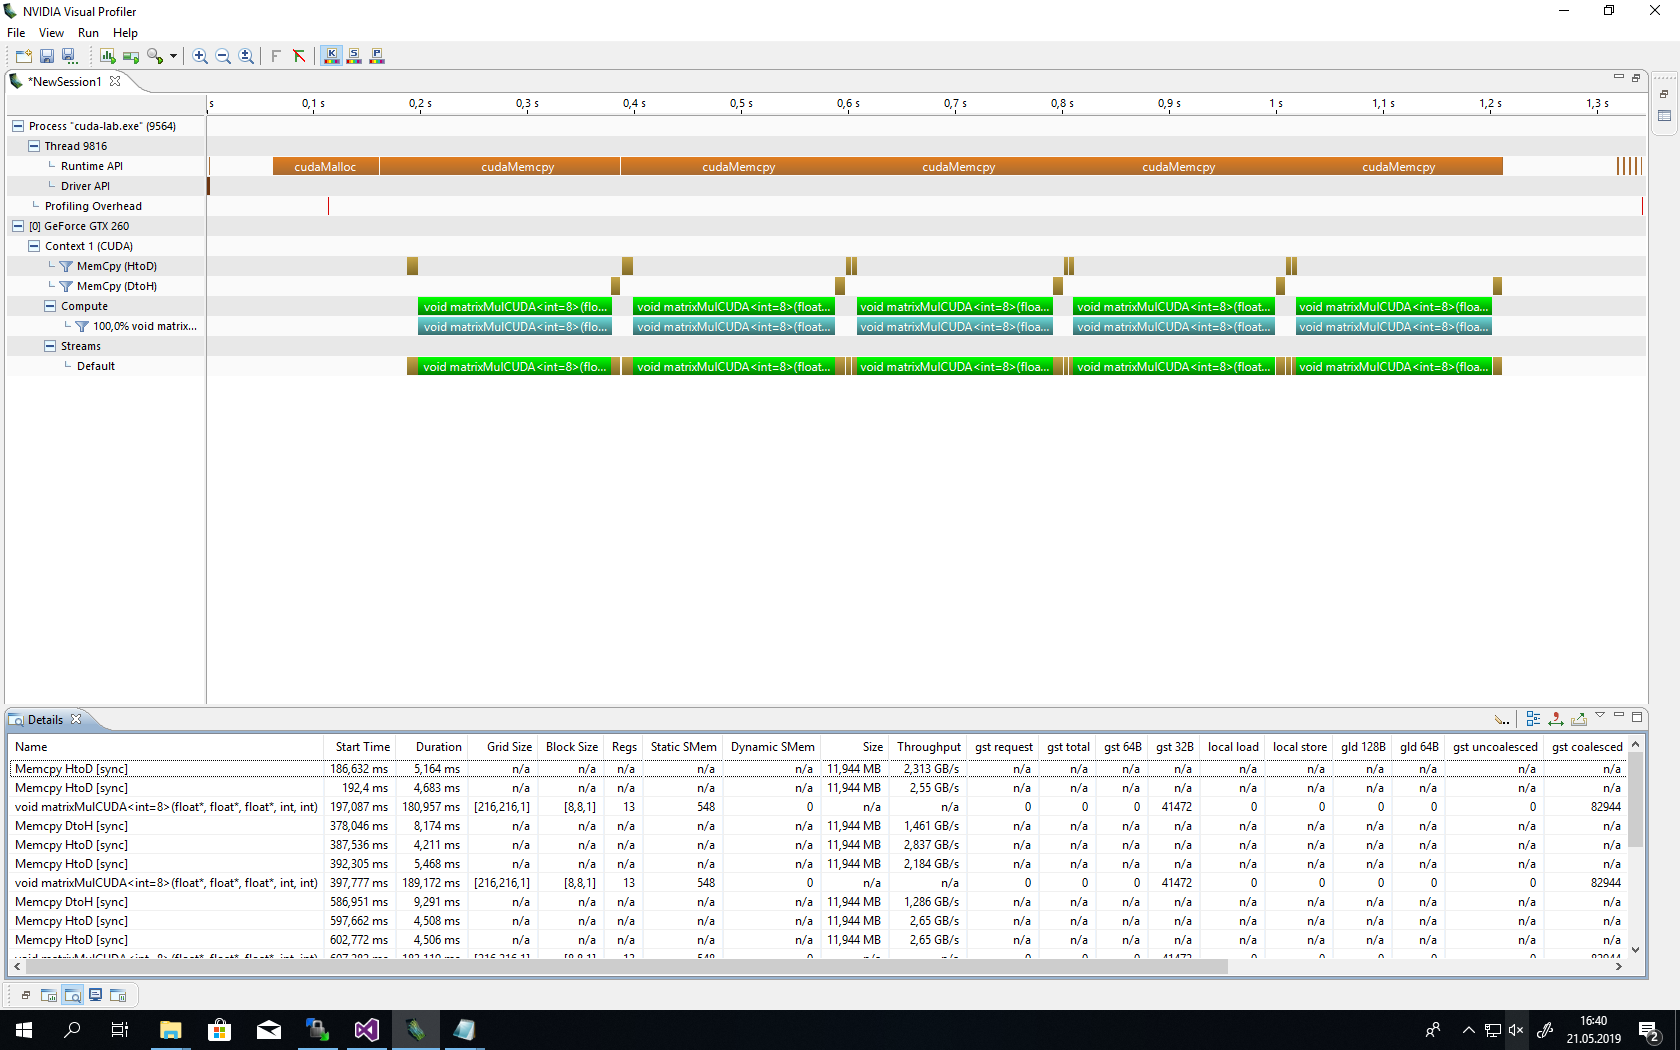 NVIDIA Visual Profiler
File View Run Help
*NewSession1
s 0,1 s 0,2 s 0,3 s 0,4 s 0,5 s 0,6 s 0,7 s 0,8 s 0,9 s 1 s 1,1 s 1,2 s 1,3 s
Process "cuda-lab.exe" (9564)
Thread 9816
Runtime API cudaMalloc cudaMemcpy cudaMemcpy cudaMemcpy cudaMemcpy cudaMemcpy
Driver API
Profiling Overhead
[0] GeForce GTX 260
Context 1 (CUDA)
MemCpy (HtoD)
MemCpy (DtoH)
Compute void matrixMulCUDA<int=8>(flo... void matrixMulCUDA<int=8>(float... void matrixMulCUDA<int=8>(floa... void matrixMulCUDA<int=8>(float... void matrixMulCUDA<int=8>(floa...
100,0% void matrix... void matrixMulCUDA<int=8>(flo... void matrixMulCUDA<int=8>(float... void matrixMulCUDA<int=8>(floa... void matrixMulCUDA<int=8>(float... void matrixMulCUDA<int=8>(floa...
Streams
Default void matrixMulCUDA<int=8>(flo... void matrixMulCUDA<int=8>(float... void matrixMulCUDA<int=8>(floa... void matrixMulCUDA<int=8>(float... void matrixMulCUDA<int=8>(floa...
Details
Name Start Time Duration Grid Size Block Size Regs Static SMem Dynamic SMem Size Throughput gst request gst total gst 64B gst 32B local load local store gld 128B gld 64B gst uncoalesced gst coalesced
Memcpy HtoD [sync] 186,632 ms 5,165 ms n/a n/a n/a n/a n/a 11,944 MB 2,313 GB/s n/a n/a n/a n/a n/a n/a n/a n/a n/a n/a
Memcpy HtoD [sync] 192,4 ms 4,683 ms n/a n/a n/a n/a n/a 11,944 MB 2,55 GB/s n/a n/a n/a n/a n/a n/a n/a n/a n/a n/a
void matrixMulCUDA<int=8>(float*, float*, float*, int, int) 197,087 ms 180,957 ms [216,216,1] [8,8,1] 13 548 0 n/a n/a 0 0 0 41472 0 0 0 0 0 82944
Memcpy DtoH [sync] 378,046 ms 8,174 ms n/a n/a n/a n/a n/a 11,944 MB 1,461 GB/s n/a n/a n/a n/a n/a n/a n/a n/a n/a n/a
Memcpy HtoD [sync] 387,536 ms 4,211 ms n/a n/a n/a n/a n/a 11,944 MB 2,837 GB/s n/a n/a n/a n/a n/a n/a n/a n/a n/a n/a
Memcpy HtoD [sync] 392,305 ms 5,468 ms n/a n/a n/a n/a n/a 11,944 MB 2,184 GB/s n/a n/a n/a n/a n/a n/a n/a n/a n/a n/a
void matrixMulCUDA<int=8>(float*, float*, float*, int, int) 397,777 ms 189,172 ms [216,216,1] [8,8,1] 13 548 0 n/a n/a 0 0 0 41472 0 0 0 0 0 82944
Memcpy DtoH [sync] 586,951 ms 9,291 ms n/a n/a n/a n/a n/a 11,944 MB 1,286 GB/s n/a n/a n/a n/a n/a n/a n/a n/a n/a n/a
Memcpy HtoD [sync] 597,662 ms 4,508 ms n/a n/a n/a n/a n/a 11,944 MB 2,65 GB/s n/a n/a n/a n/a n/a n/a n/a n/a n/a n/a
Memcpy HtoD [sync] 602,772 ms 4,506 ms n/a n/a n/a n/a n/a 11,944 MB 2,65 GB/s n/a n/a n/a n/a n/a n/a n/a n/a n/a n/a
16:40
21.05.2019
2